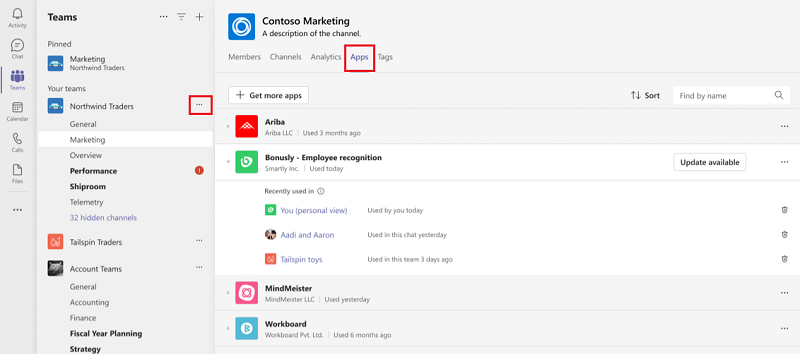 Activity
Chat
Teams
Calendar
Calls
Files
Teams
Pinned
Marketing
Northwind Traders
Your teams
Northwind Traders
General
Marketing
Overview
Performance
1
Shiproom
Telemetry
32 hidden channels
Tailspin Traders
Account Teams
General
Accounting
Finance
Fiscal Year Planning
Strategy
Contoso Marketing
A description of the channel.
Members Channels Analytics Apps Tags
Get more apps
Sort
Find by name
Ariba
Ariba LLC | Used 3 months ago
Bonusly - Employee recognition
Smartly Inc. | Used today
Update available
Recently used in
You (personal view) Used by you today
Aadi and Aaron Used in this chat yesterday
Tailspin toys Used in this team 3 days ago
MindMeister
MindMeister LLC | Used yesterday
Workboard
Workboard Pvt. Ltd. | Used 6 months ago